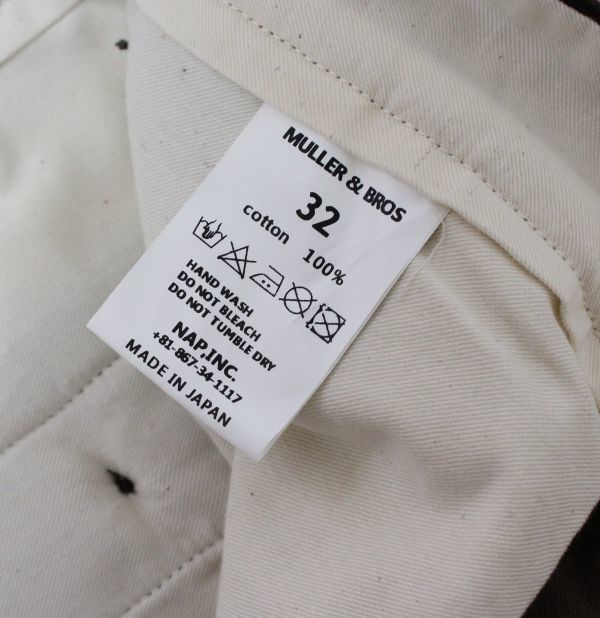 MULLER & BROS
32
cotton 100%
HAND WASH
DO NOT BLEACH
DO NOT TUMBLE DRY
NAP,INC.
+81-867-34-1117
MADE IN JAPAN